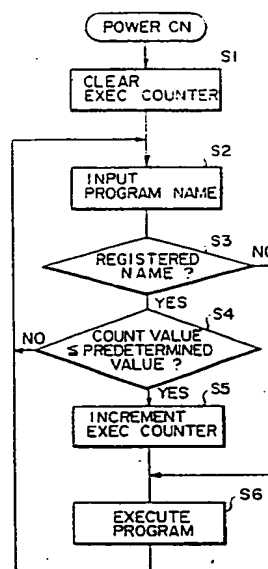 POWER CN
S1
CLEAR
EXEC COUNTER
S2
INPUT
PROGRAM NAME
S3
REGISTERED
NAME ?
NO
YES
S4
NO
COUNT VALUE
≦ PREDETERMINED
VALUE ?
YES
S5
INCREMENT
EXEC COUNTER
S6
EXECUTE
PROGRAM